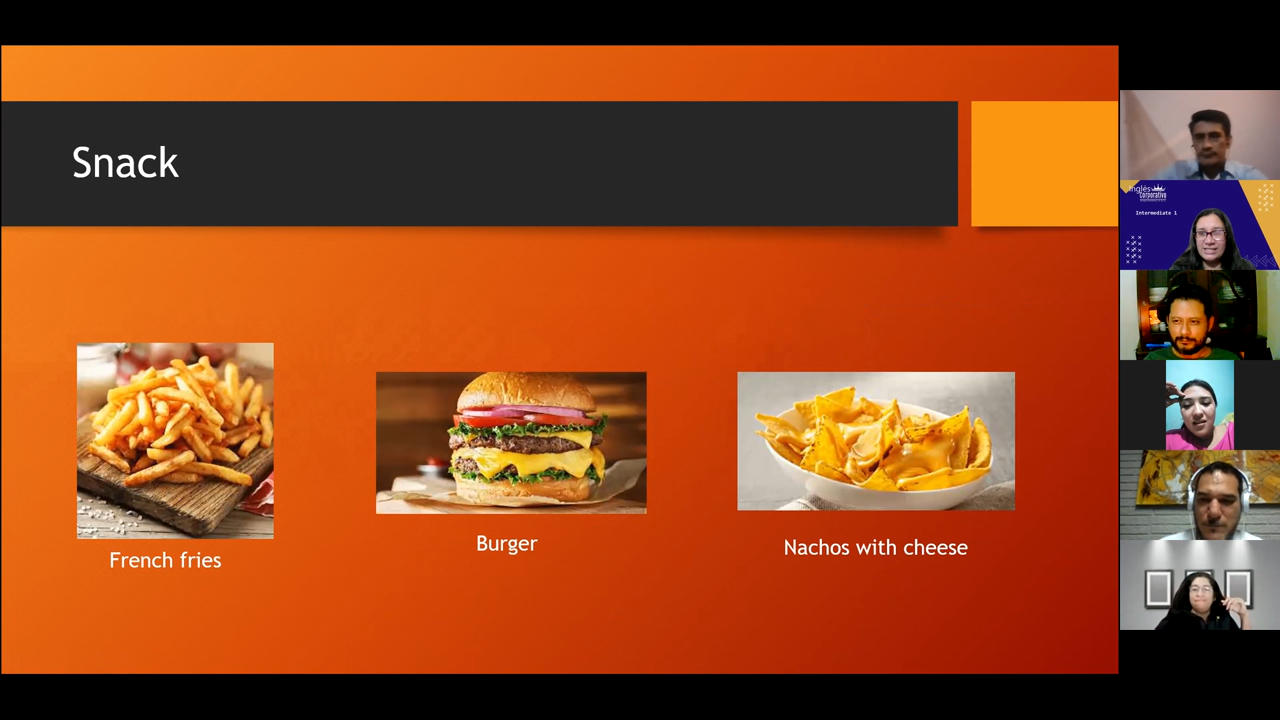 Snack
French fries
Burger
Nachos with cheese
Inglés
Corporativo
Intermediate 1